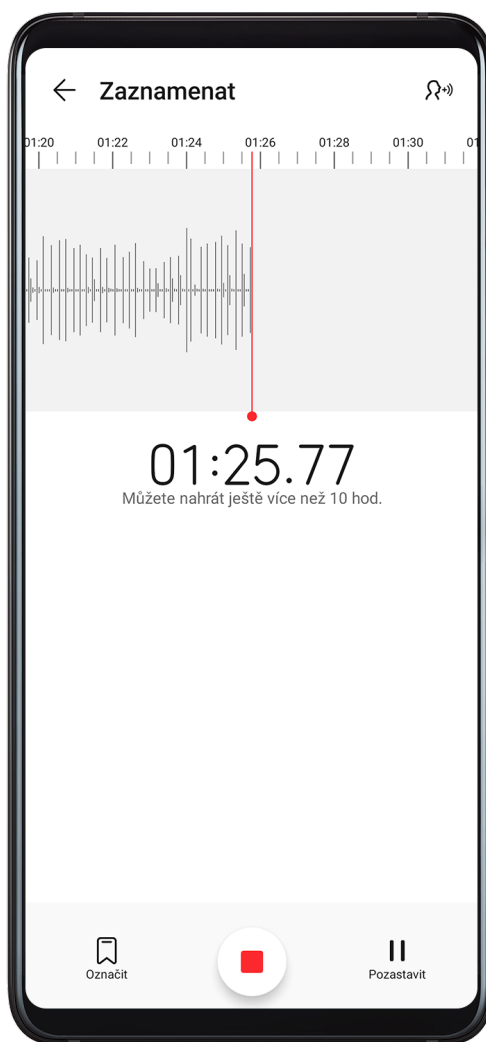 Zaznamenat
01:20 01:22 01:24 01:26 01:28 01:30
01:25.77
Můžete nahrát ještě více než 10 hod.
Označit
Pozastavit